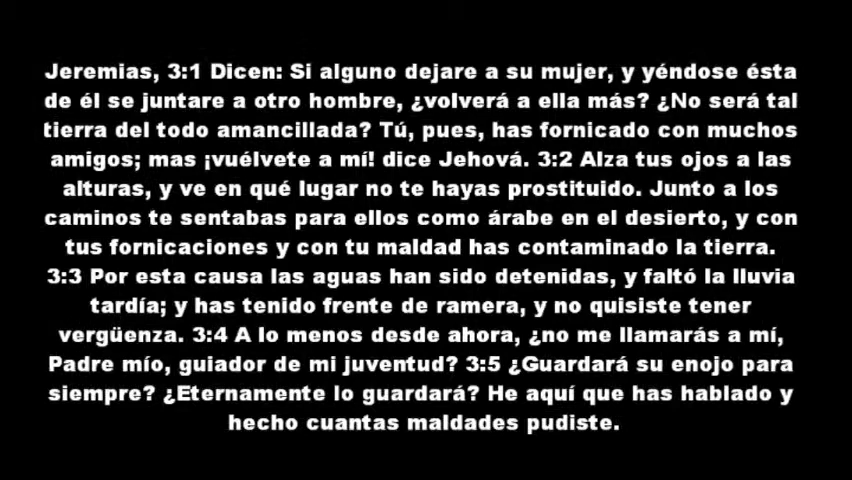 Jeremias, 3:1 Dicen: Si alguno dejare a su mujer, y yéndose ésta
de él se juntare a otro hombre, ¿volverá a ella más? ¿No será tal
tierra del todo amancillada? Tú, pues, has fornicado con muchos
amigos; mas ¡vuélvete a mí! dice Jehová. 3:2 Alza tus ojos a las
alturas, y ve en qué lugar no te hayas prostituido. Junto a los
caminos te sentabas para ellos como árabe en el desierto, y con
tus fornicaciones y con tu maldad has contaminado la tierra.
3:3 Por esta causa las aguas han sido detenidas, y faltó la lluvia
tardía; y has tenido frente de ramera, y no quisiste tener
vergüenza. 3:4 A lo menos desde ahora, ¿no me llamarás a mí,
Padre mío, guiador de mi juventud? 3:5 ¿Guardará su enojo para
siempre? ¿Eternamente lo guardará? He aquí que has hablado y
hecho cuantas maldades pudiste.